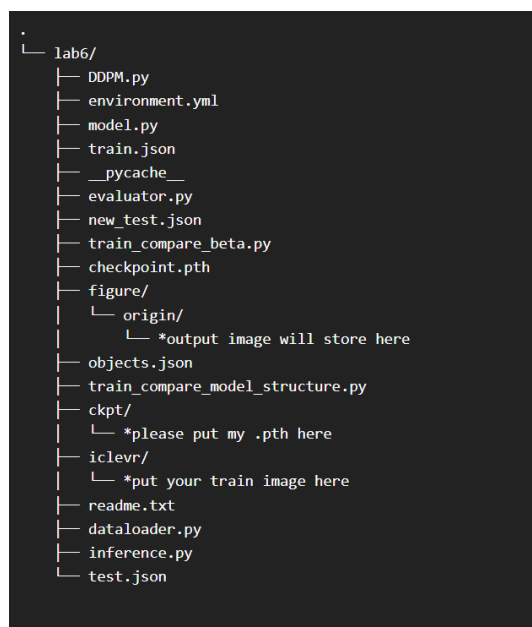 .
└── lab6/
    ├── DDPM.py
    ├── environment.yml
    ├── model.py
    ├── train.json
    ├── __pycache__
    ├── evaluator.py
    ├── new_test.json
    ├── train_compare_beta.py
    ├── checkpoint.pth
    ├── figure/
    │   └── origin/
    │       └── *output image will store here
    ├── objects.json
    ├── train_compare_model_structure.py
    ├── ckpt/
    │   └── *please put my .pth here
    ├── iclevr/
    │   └── *put your train image here
    ├── readme.txt
    ├── dataloader.py
    ├── inference.py
    └── test.json